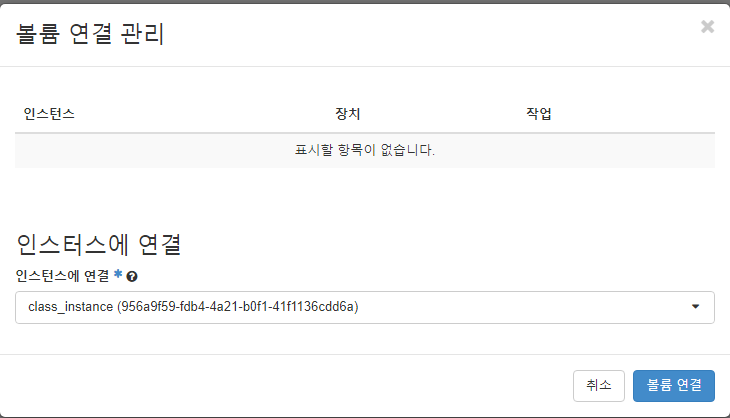 볼륨 연결 관리
인스턴스 장치 작업
표시할 항목이 없습니다.
인스터스에 연결
인스턴스에 연결 *
class_instance (956a9f59-fdb4-4a21-b0f1-41f1136cdd6a)
취소 볼륨 연결